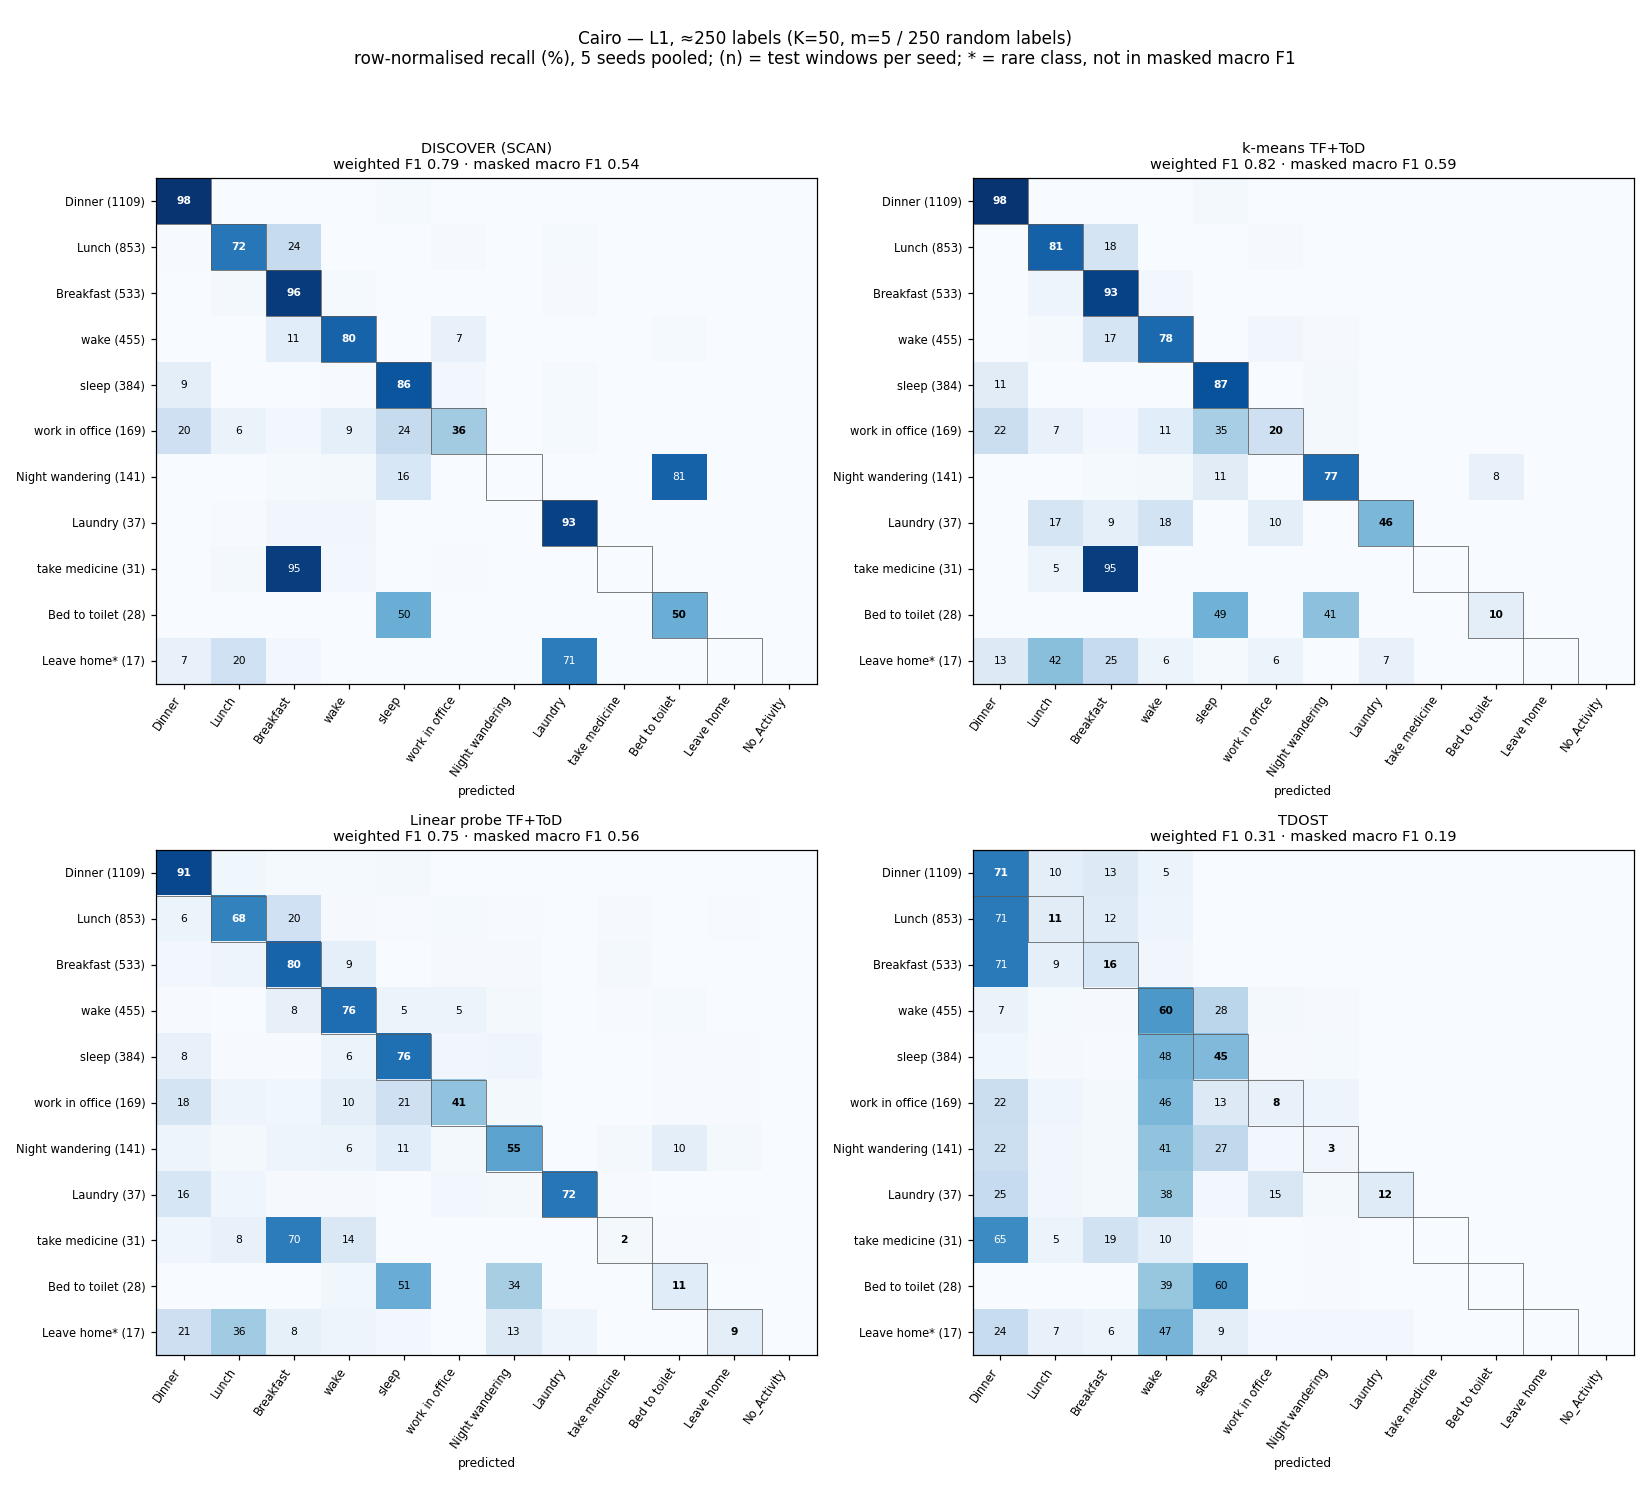 Cairo — L1, ≈250 labels (K=50, m=5 / 250 random labels)
row-normalised recall (%), 5 seeds pooled; (n) = test windows per seed; * = rare class, not in masked macro F1
DISCOVER (SCAN)
weighted F1 0.79 · masked macro F1 0.54
Dinner (1109) 98
Lunch (853) 72 24
Breakfast (533) 96
wake (455) 11 80 7
sleep (384) 9 86
work in office (169) 20 6 9 24 36
Night wandering (141) 16 81
Laundry (37) 93
take medicine (31) 95
Bed to toilet (28) 50 50
Leave home* (17) 7 20 71
Dinner Lunch Breakfast wake sleep work in office Night wandering Laundry take medicine Bed to toilet Leave home No_Activity
predicted
k-means TF+ToD
weighted F1 0.82 · masked macro F1 0.59
Dinner (1109) 98
Lunch (853) 81 18
Breakfast (533) 93
wake (455) 17 78
sleep (384) 11 87
work in office (169) 22 7 11 35 20
Night wandering (141) 11 77 8
Laundry (37) 17 9 18 10 46
take medicine (31) 5 95
Bed to toilet (28) 49 41 10
Leave home* (17) 13 42 25 6 6 7
Dinner Lunch Breakfast wake sleep work in office Night wandering Laundry take medicine Bed to toilet Leave home No_Activity
predicted
Linear probe TF+ToD
weighted F1 0.75 · masked macro F1 0.56
Dinner (1109) 91
Lunch (853) 6 68 20
Breakfast (533) 80 9
wake (455) 8 76 5 5
sleep (384) 8 6 76
work in office (169) 18 10 21 41
Night wandering (141) 6 11 55 10
Laundry (37) 16 72
take medicine (31) 8 70 14 2
Bed to toilet (28) 51 34 11
Leave home* (17) 21 36 8 13 9
Dinner Lunch Breakfast wake sleep work in office Night wandering Laundry take medicine Bed to toilet Leave home No_Activity
predicted
TDOST
weighted F1 0.31 · masked macro F1 0.19
Dinner (1109) 71 10 13 5
Lunch (853) 71 11 12
Breakfast (533) 71 9 16
wake (455) 7 60 28
sleep (384) 48 45
work in office (169) 22 46 13 8
Night wandering (141) 22 41 27 3
Laundry (37) 25 38 15 12
take medicine (31) 65 5 19 10
Bed to toilet (28) 39 60
Leave home* (17) 24 7 6 47 9
Dinner Lunch Breakfast wake sleep work in office Night wandering Laundry take medicine Bed to toilet Leave home No_Activity
predicted